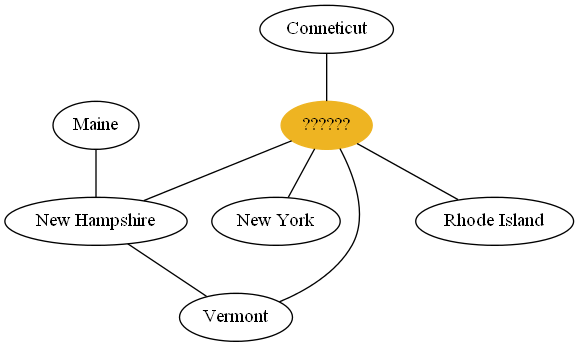 Conneticut
??????
Maine
New Hampshire
New York
Rhode Island
Vermont